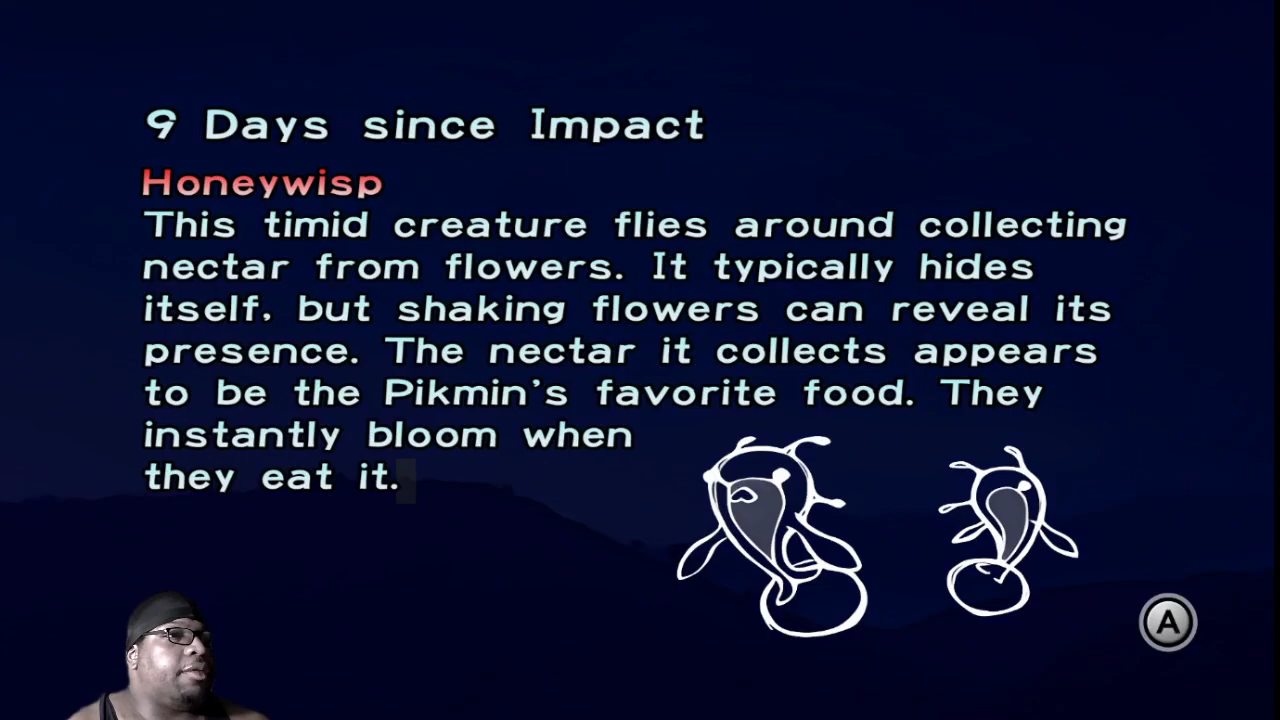 9 Days since Impact
Honeywisp
This timid creature flies around collecting
nectar from flowers. It typically hides
itself, but shaking flowers can reveal its
presence. The nectar it collects appears
to be the Pikmin's favorite food. They
instantly bloom when
they eat it.
A